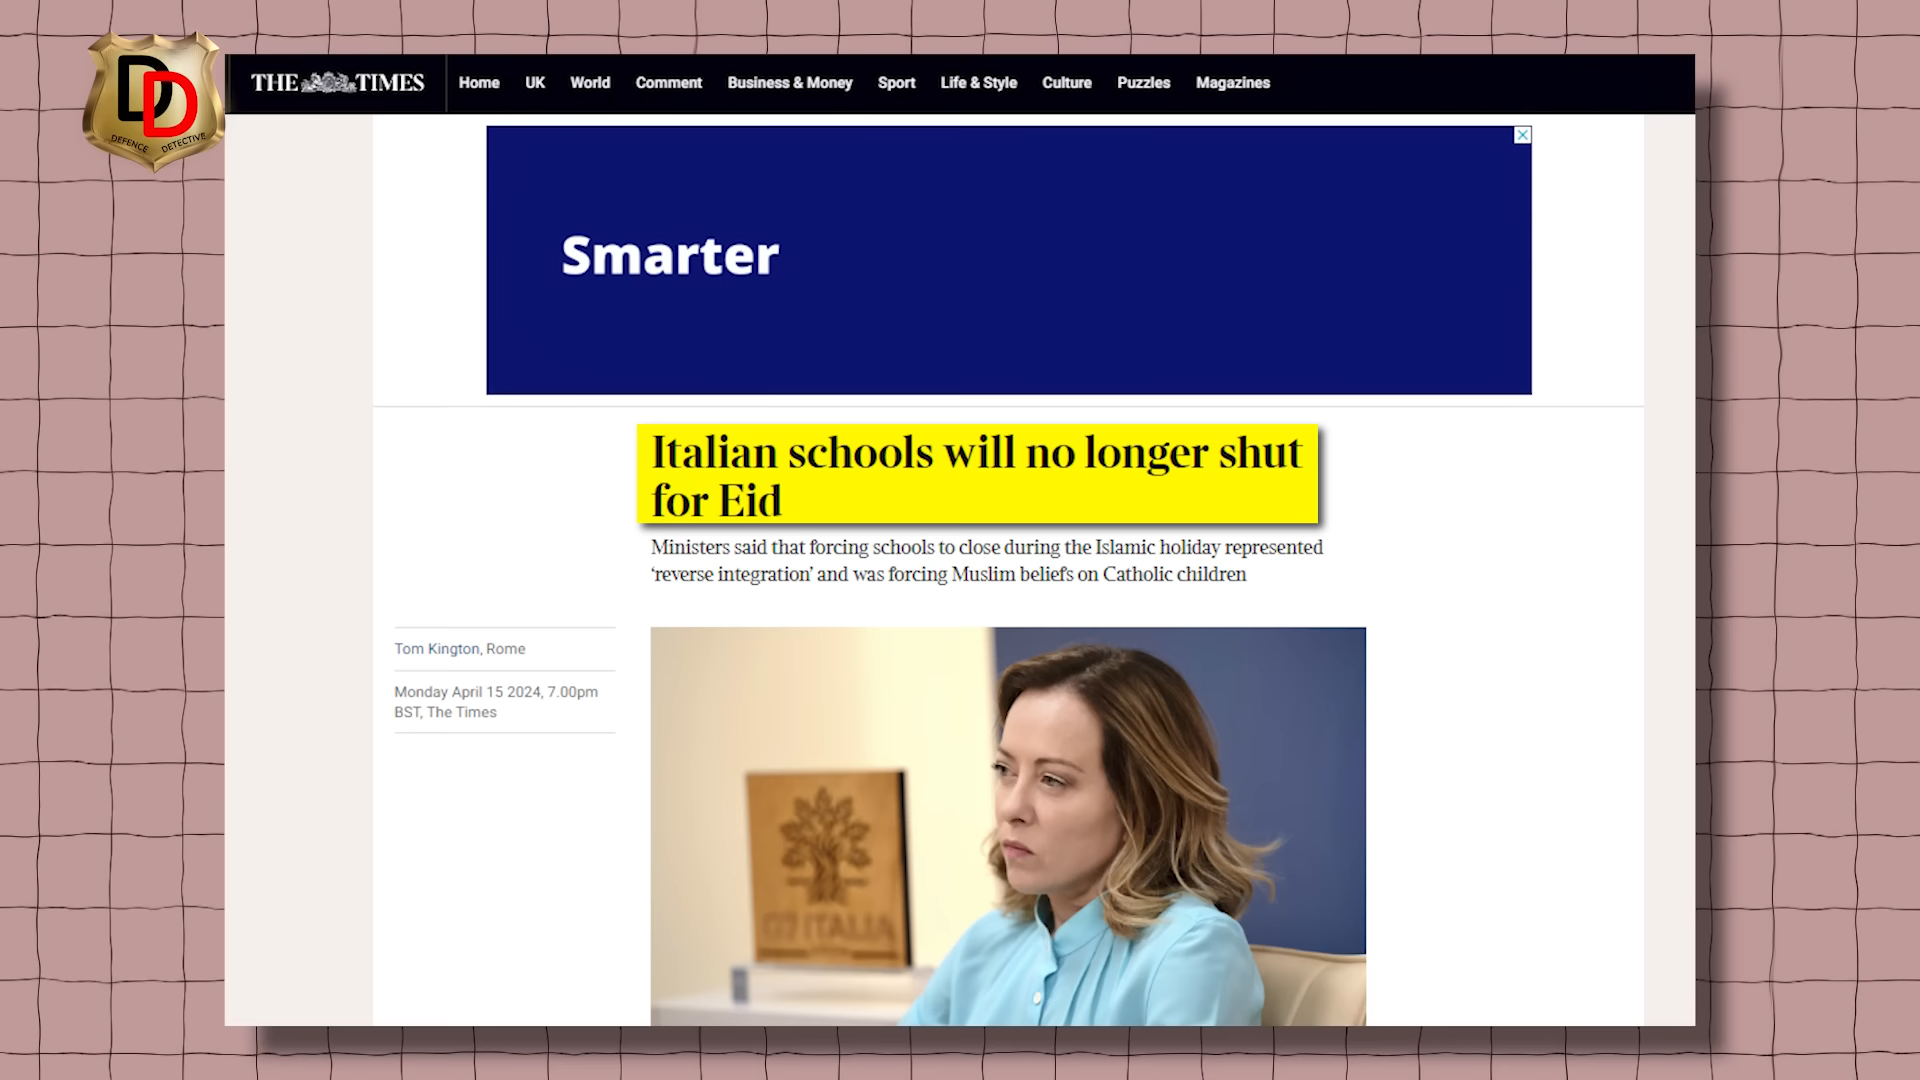 DD
DEFENCE DETECTIVE
THE TIMES Home UK World Comment Business & Money Sport Life & Style Culture Puzzles Magazines
Smarter
Italian schools will no longer shut
for Eid
Ministers said that forcing schools to close during the Islamic holiday represented
‘reverse integration’ and was forcing Muslim beliefs on Catholic children
Tom Kington, Rome
Monday April 15 2024, 7.00pm
BST, The Times
G7 ITALIA